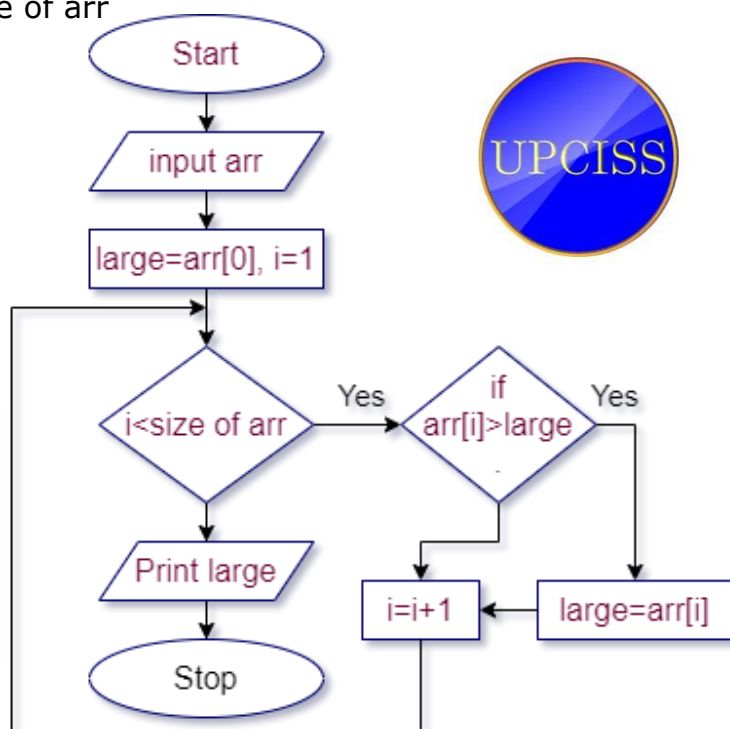 e of arr
Start
input arr
UPCISS
large=arr[0], i=1
i<size of arr
Yes
if
arr[i]>large
.
Yes
Print large
i=i+1
large=arr[i]
Stop